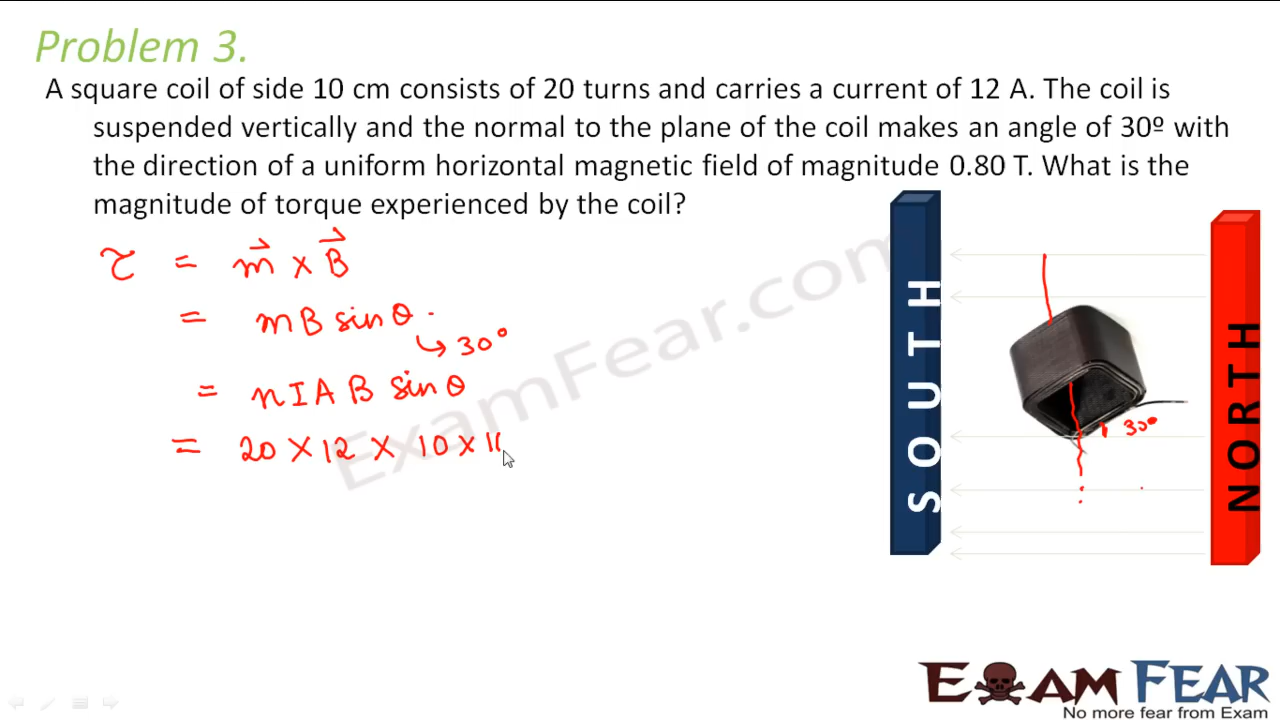 Problem 3.
A square coil of side 10 cm consists of 20 turns and carries a current of 12 A. The coil is
suspended vertically and the normal to the plane of the coil makes an angle of 30º with
the direction of a uniform horizontal magnetic field of magnitude 0.80 T. What is the
magnitude of torque experienced by the coil?
τ = m⃗ × B⃗
= mB sinθ.
↳ 30°
= nIAB sinθ
= 20 × 12 × 10 × 1
ExamFear.com
SOUTH
NORTH
30°
EXAM FEAR
No more fear from Exam